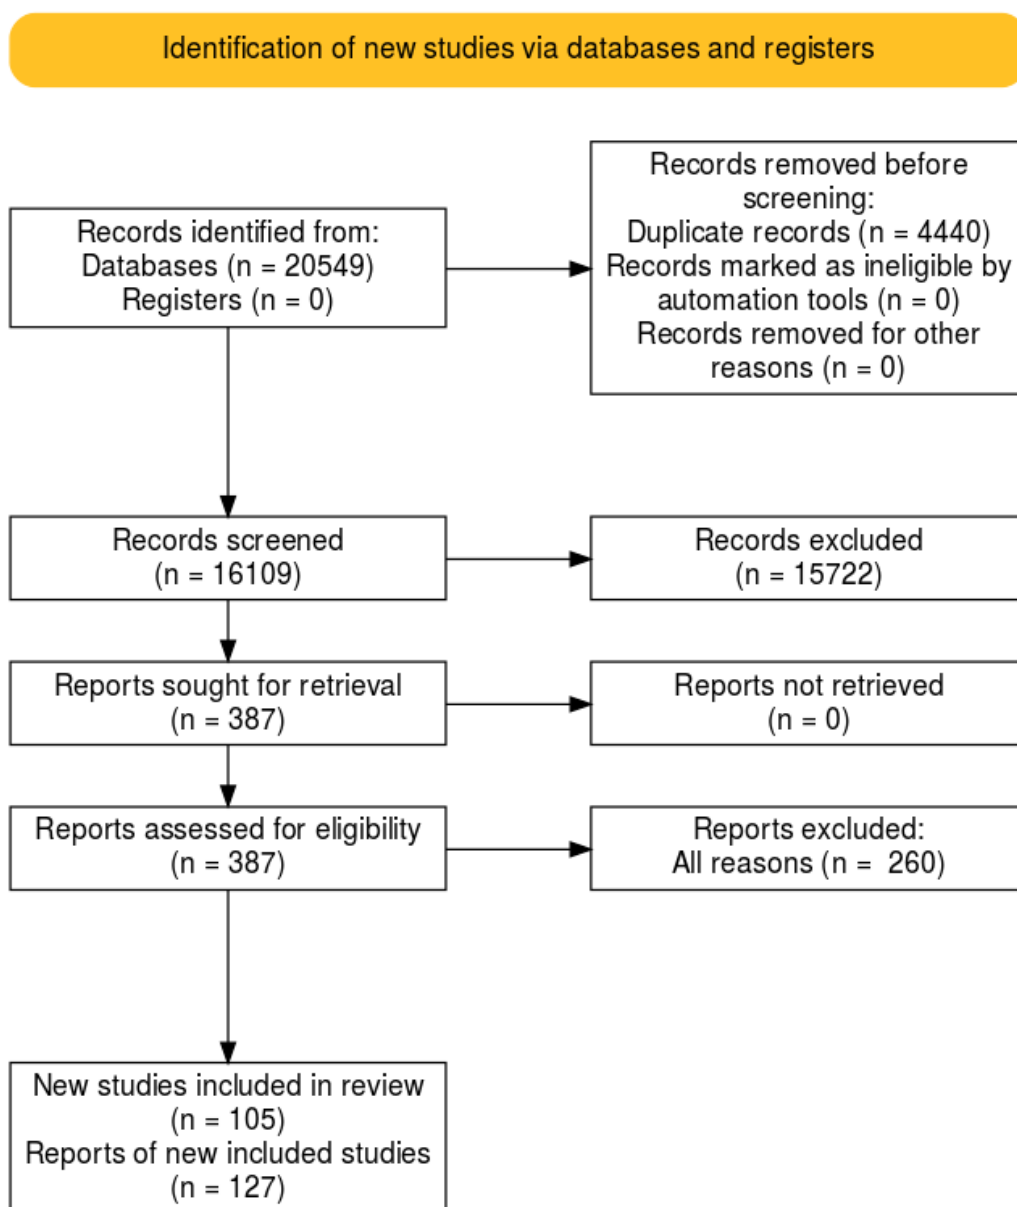 Identification of new studies via databases and registers
Records identified from:
Databases (n = 20549)
Registers (n = 0)
Records removed before
screening:
Duplicate records (n = 4440)
Records marked as ineligible by
automation tools (n = 0)
Records removed for other
reasons (n = 0)
Records screened
(n = 16109)
Records excluded
(n = 15722)
Reports sought for retrieval
(n = 387)
Reports not retrieved
(n = 0)
Reports assessed for eligibility
(n = 387)
Reports excluded:
All reasons (n =  260)
New studies included in review
(n = 105)
Reports of new included studies
(n = 127)